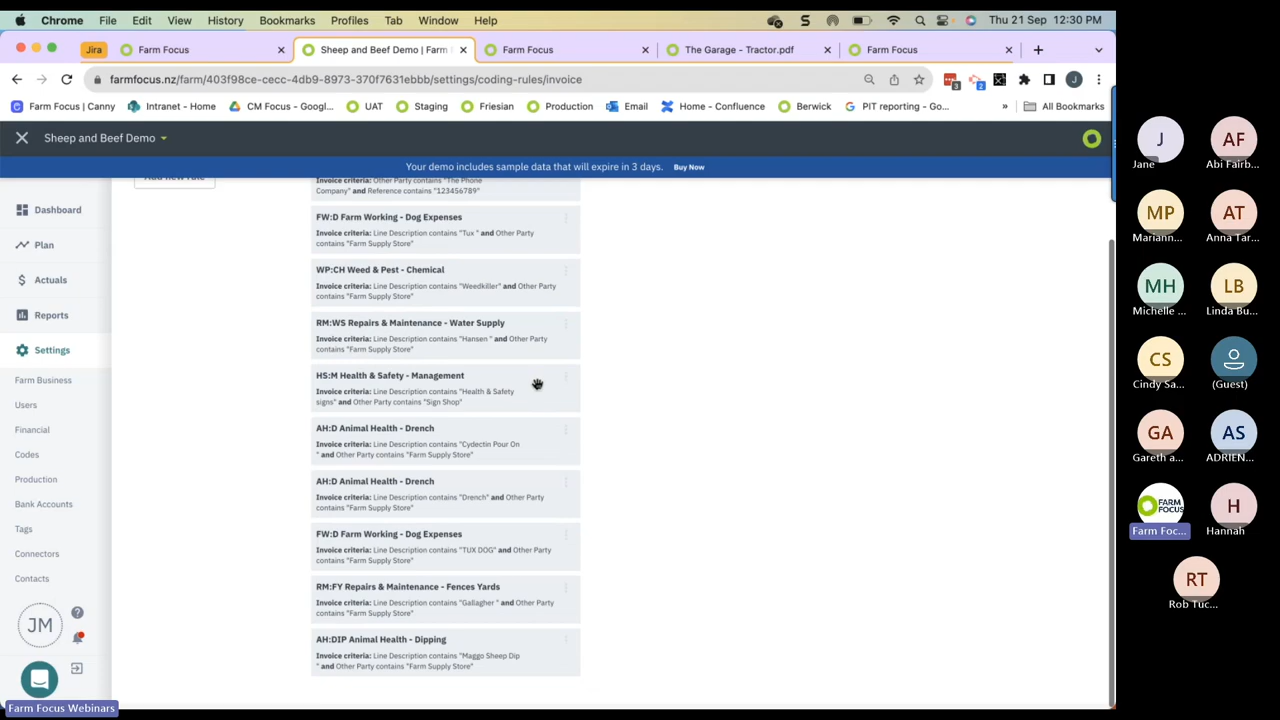 Chrome File Edit View History Bookmarks Profiles Tab Window Help Thu 21 Sep 12:30 PM
Jira Farm Focus Sheep and Beef Demo | Farm Farm Focus The Garage - Tractor.pdf Farm Focus
farmfocus.nz/farm/403f98ce-cecc-4db9-8973-370f7631ebbb/settings/coding-rules/invoice
Farm Focus | Canny Intranet - Home CM Focus - Googl... UAT Staging Friesian Production Email Home - Confluence Berwick PIT reporting - Go... » All Bookmarks
Sheep and Beef Demo
Your demo includes sample data that will expire in 3 days. Buy Now
Dashboard
Plan
Actuals
Reports
Settings
Farm Business
Users
Financial
Codes
Production
Bank Accounts
Tags
Connectors
Contacts
JM
Invoice criteria: Other Party contains "The Phone
Company" and Reference contains "123456789"
FW:D Farm Working - Dog Expenses
Invoice criteria: Line Description contains "Tux " and Other Party
contains "Farm Supply Store"
WP:CH Weed & Pest - Chemical
Invoice criteria: Line Description contains "Weedkiller" and Other Party
contains "Farm Supply Store"
RM:WS Repairs & Maintenance - Water Supply
Invoice criteria: Line Description contains "Hansen " and Other Party
contains "Farm Supply Store"
HS:M Health & Safety - Management
Invoice criteria: Line Description contains "Health & Safety
signs" and Other Party contains "Sign Shop"
AH:D Animal Health - Drench
Invoice criteria: Line Description contains "Cydectin Pour On
" and Other Party contains "Farm Supply Store"
AH:D Animal Health - Drench
Invoice criteria: Line Description contains "Drench" and Other Party
contains "Farm Supply Store"
FW:D Farm Working - Dog Expenses
Invoice criteria: Line Description contains "TUX DOG" and Other Party
contains "Farm Supply Store"
RM:FY Repairs & Maintenance - Fences Yards
Invoice criteria: Line Description contains "Gallagher " and Other Party
contains "Farm Supply Store"
AH:DIP Animal Health - Dipping
Invoice criteria: Line Description contains "Maggo Sheep Dip
" and Other Party contains "Farm Supply Store"
Farm Focus Webinars
J AF
Jane Abi Fairb...
MP AT
Mariann... Anna Tar...
MH LB
Michelle ... Linda Bu...
CS
Cindy Sa... (Guest)
GA AS
Gareth a... ADRIEN...
FARM FOCUS H
Farm Foc... Hannah
RT
Rob Tuc...